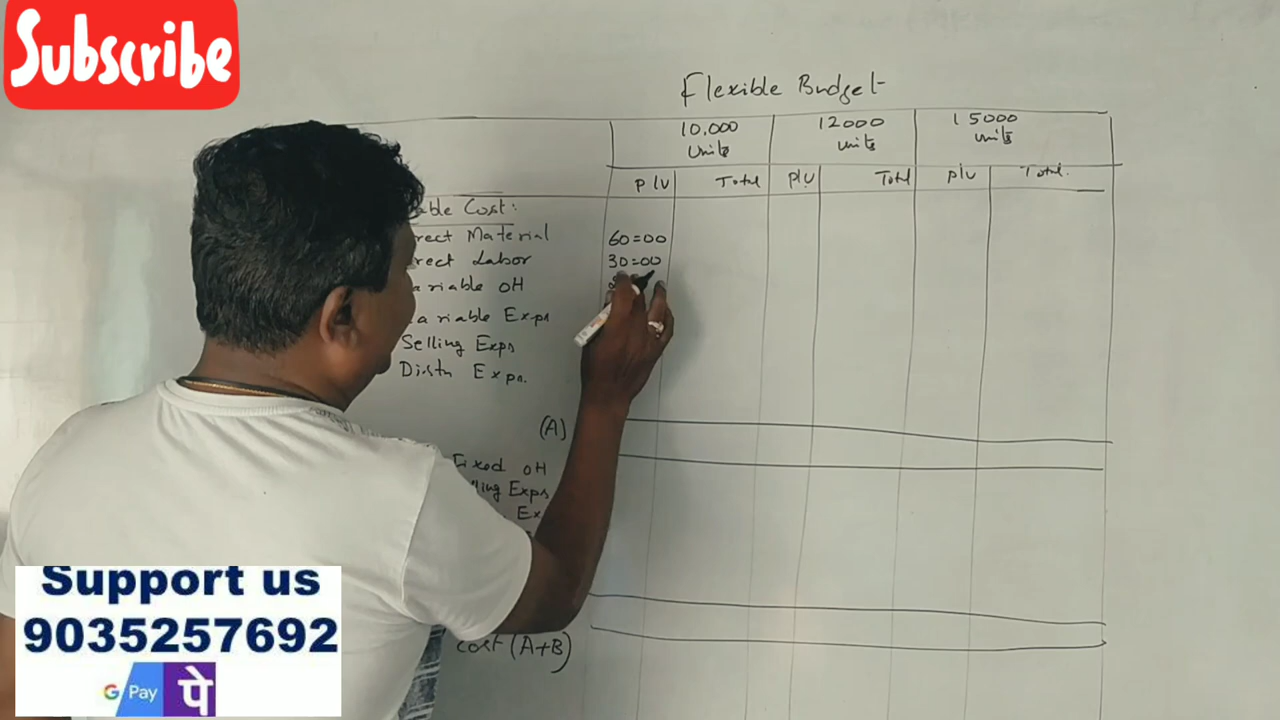 Subscribe
Flexible Budget
10,000 12000 15000
Units Units Units
P/U Total P/U Total P/U Total.
able Cost:
rect Material 60=00
rect Labor 30=00
ariable OH
ariable Exps
Selling Exps
Distn Expn.
(A)
Fixed OH
lling Exps
Ex
Cost (A+B)
Support us
9035257692
G Pay पे